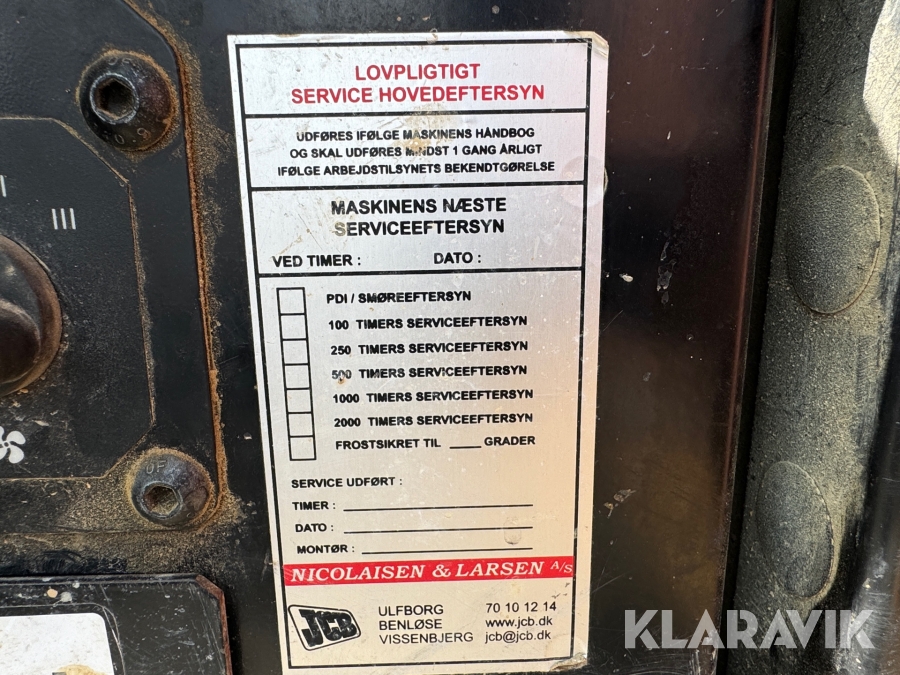 LOVPLIGTIGT
SERVICE HOVEDEFTERSYN
UDFØRES IFØLGE MASKINENS HÅNDBOG
OG SKAL UDFØRES MINDST 1 GANG ÅRLIGT
IFØLGE ARBEJDSTILSYNETS BEKENDTGØRELSE
MASKINENS NÆSTE
SERVICEEFTERSYN
VED TIMER : DATO :
PDI / SMØREEFTERSYN
100 TIMERS SERVICEEFTERSYN
250 TIMERS SERVICEEFTERSYN
500 TIMERS SERVICEEFTERSYN
1000 TIMERS SERVICEEFTERSYN
2000 TIMERS SERVICEEFTERSYN
FROSTSIKRET TIL ____ GRADER
SERVICE UDFØRT :
TIMER :
DATO :
MONTØR :
NICOLAISEN & LARSEN A/S
JCB
ULFBORG 70 10 12 14
BENLØSE www.jcb.dk
VISSENBJERG jcb@jcb.dk
III
KLARAVIK